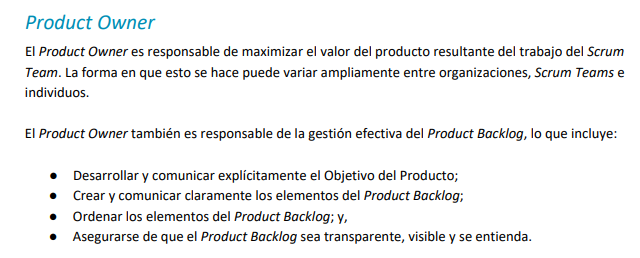 Product Owner
El Product Owner es responsable de maximizar el valor del producto resultante del trabajo del Scrum
Team. La forma en que esto se hace puede variar ampliamente entre organizaciones, Scrum Teams e
individuos.
El Product Owner también es responsable de la gestión efectiva del Product Backlog, lo que incluye:
● Desarrollar y comunicar explícitamente el Objetivo del Producto;
● Crear y comunicar claramente los elementos del Product Backlog;
● Ordenar los elementos del Product Backlog; y,
● Asegurarse de que el Product Backlog sea transparente, visible y se entienda.